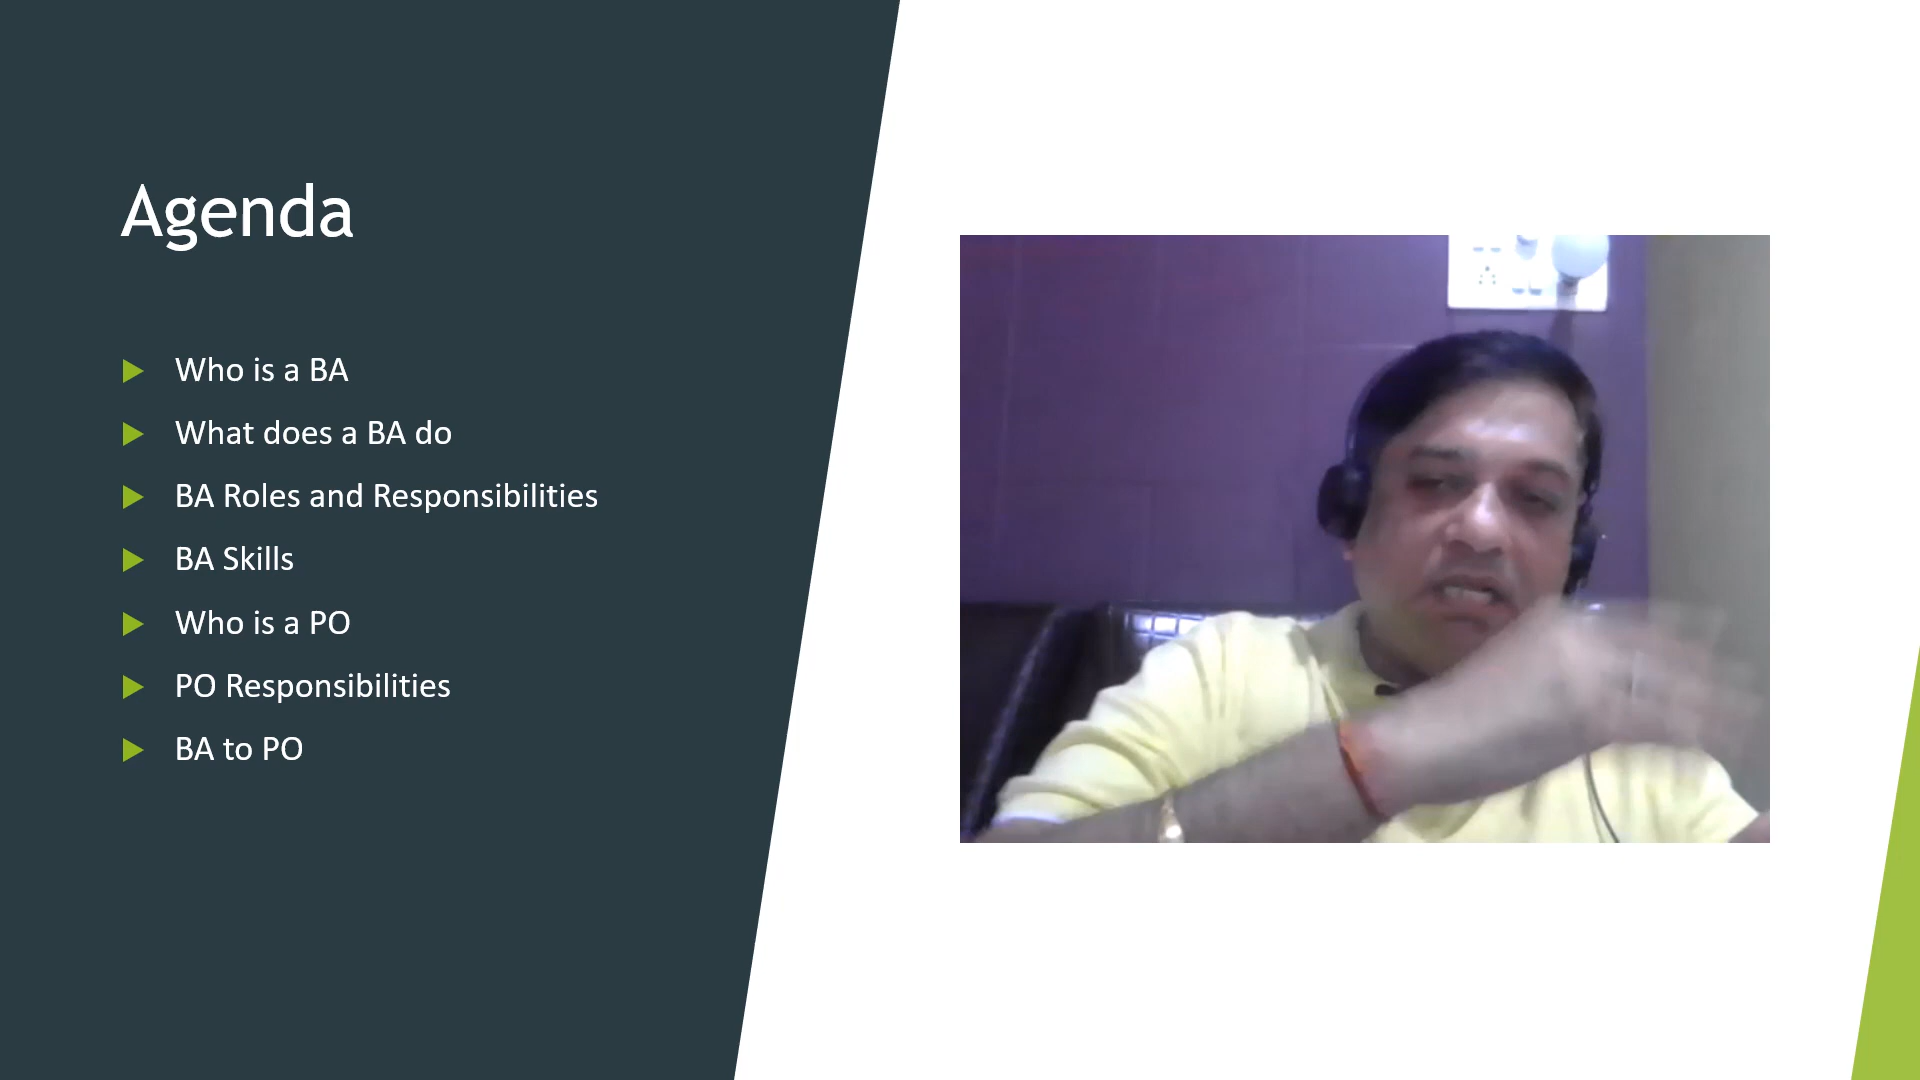 Agenda
Who is a BA
What does a BA do
BA Roles and Responsibilities
BA Skills
Who is a PO
PO Responsibilities
BA to PO